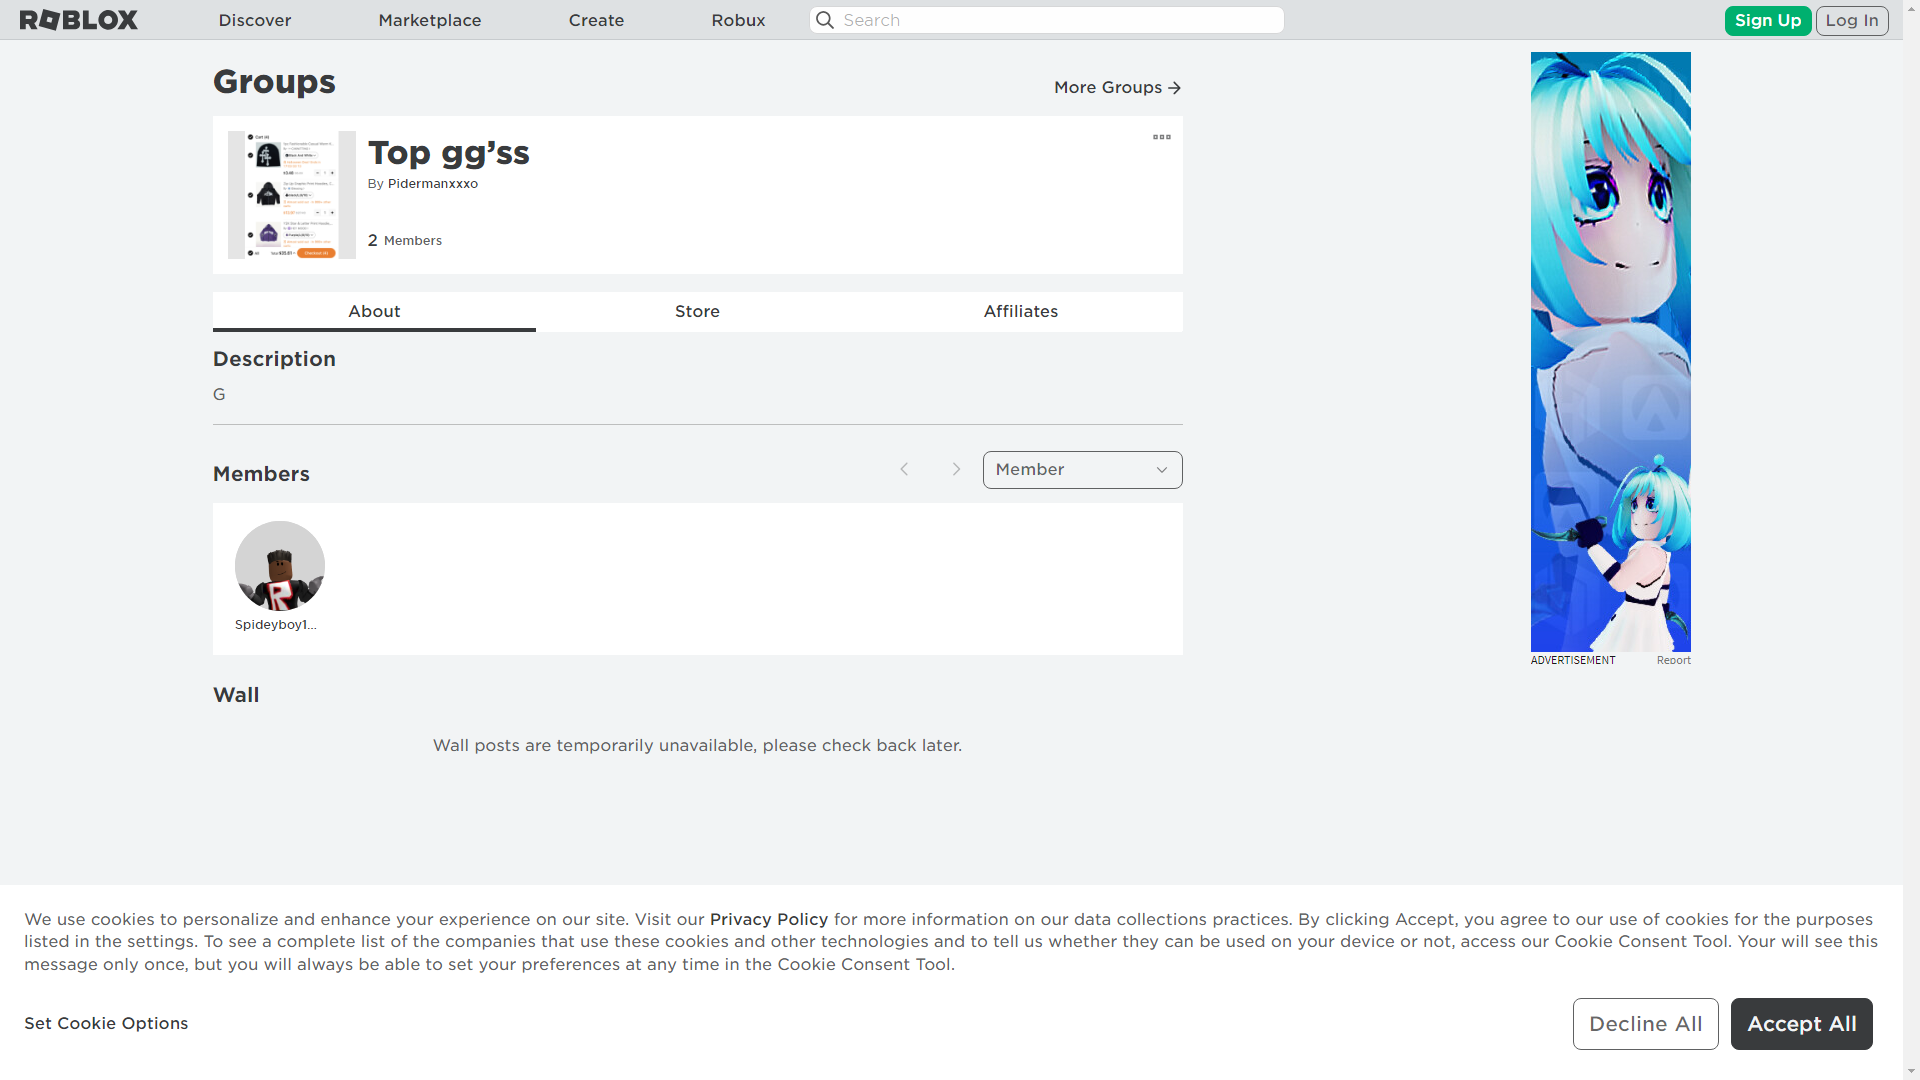 ROBLOX
Discover
Marketplace
Create
Robux
Search
Sign Up
Log In
Groups
More Groups
Top gg’ss
By Pidermanxxxo
2 Members
About
Store
Affiliates
Description
G
Members
Member
Spideyboy1...
ADVERTISEMENT
Report
Wall
Wall posts are temporarily unavailable, please check back later.
We use cookies to personalize and enhance your experience on our site. Visit our Privacy Policy for more information on our data collections practices. By clicking Accept, you agree to our use of cookies for the purposes
listed in the settings. To see a complete list of the companies that use these cookies and other technologies and to tell us whether they can be used on your device or not, access our Cookie Consent Tool. Your will see this
message only once, but you will always be able to set your preferences at any time in the Cookie Consent Tool.
Set Cookie Options
Decline All
Accept All